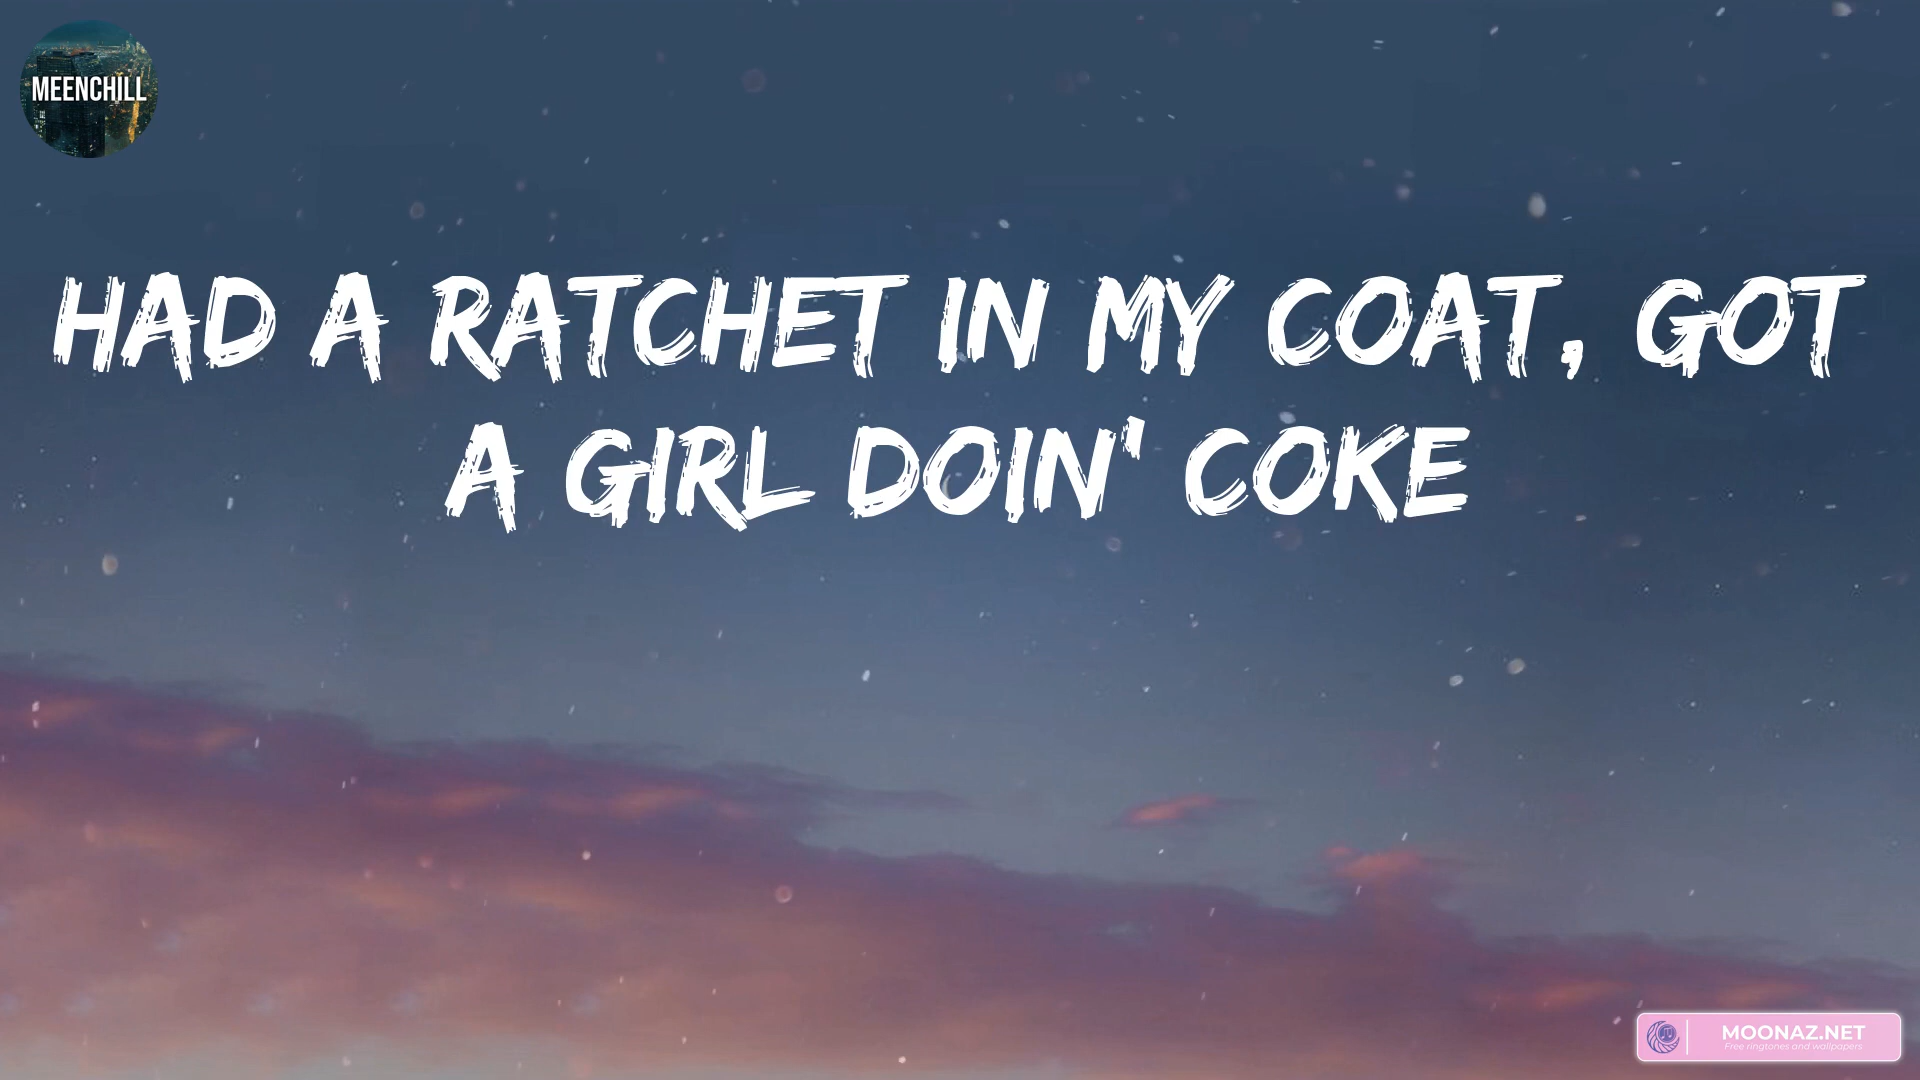 MEENCHILL
HAD A RATCHET IN MY COAT, GOT
A GIRL DOIN' COKE
MOONAZ.NET
Free ringtones and wallpapers